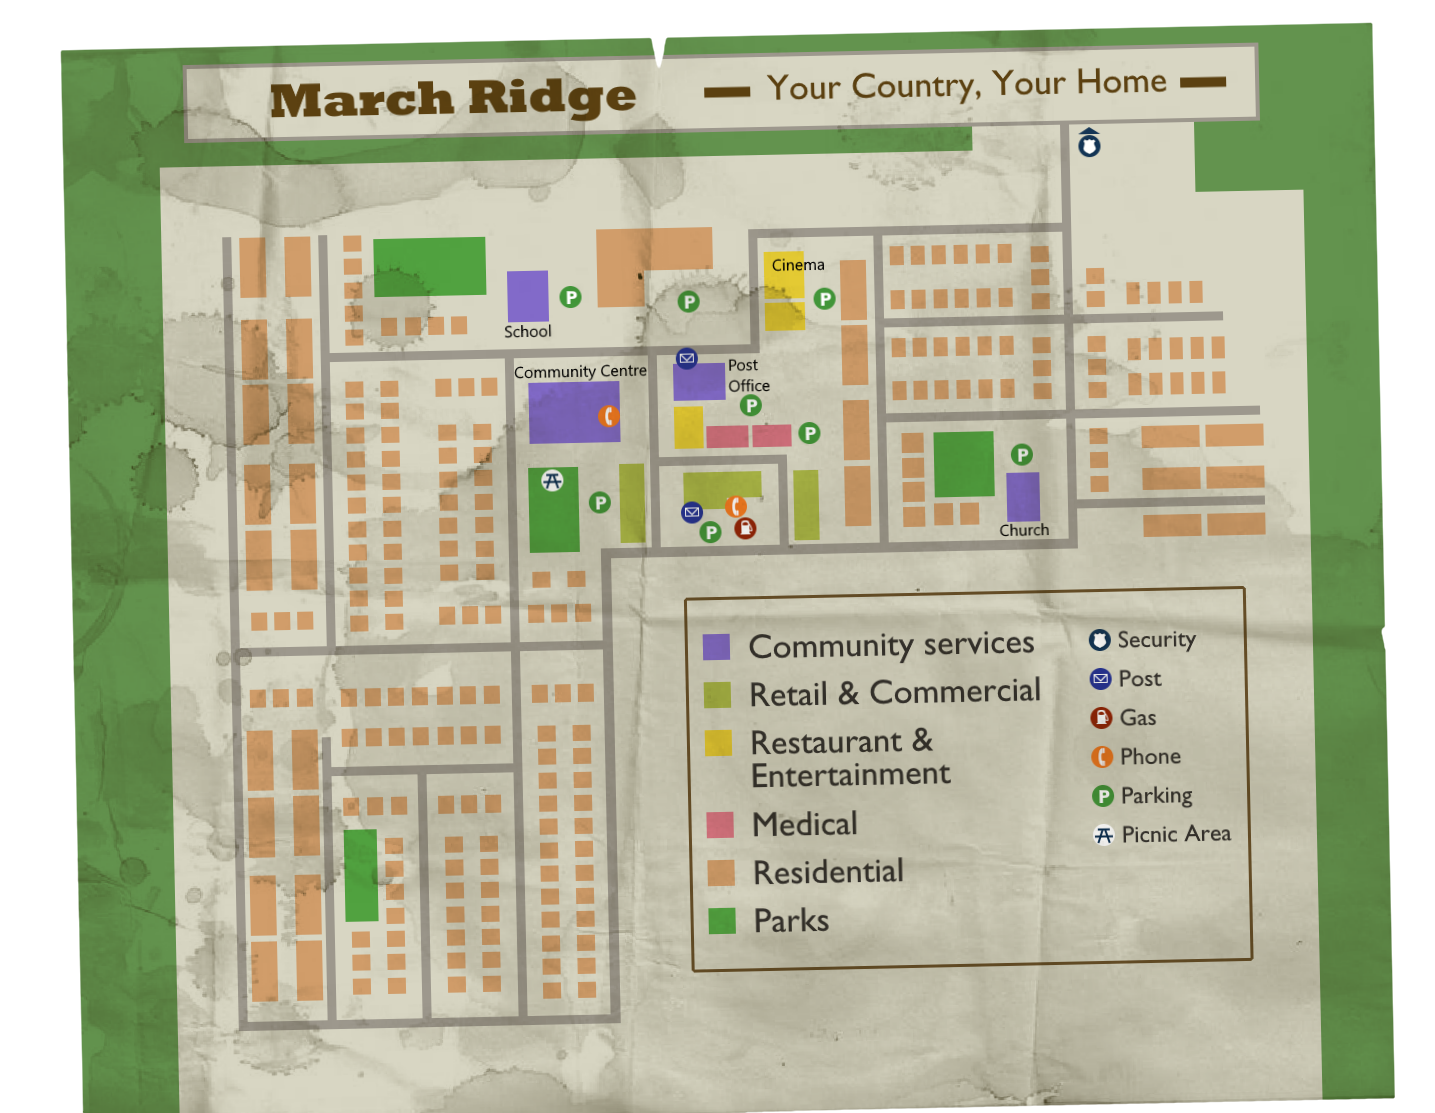 March Ridge
Your Country, Your Home
Cinema
School
Community Centre
Post
Office
Church
Community services
Retail & Commercial
Restaurant &
Entertainment
Medical
Residential
Parks
Security
Post
Gas
Phone
P Parking
Picnic Area
P
P
P
P
P
P
P
P